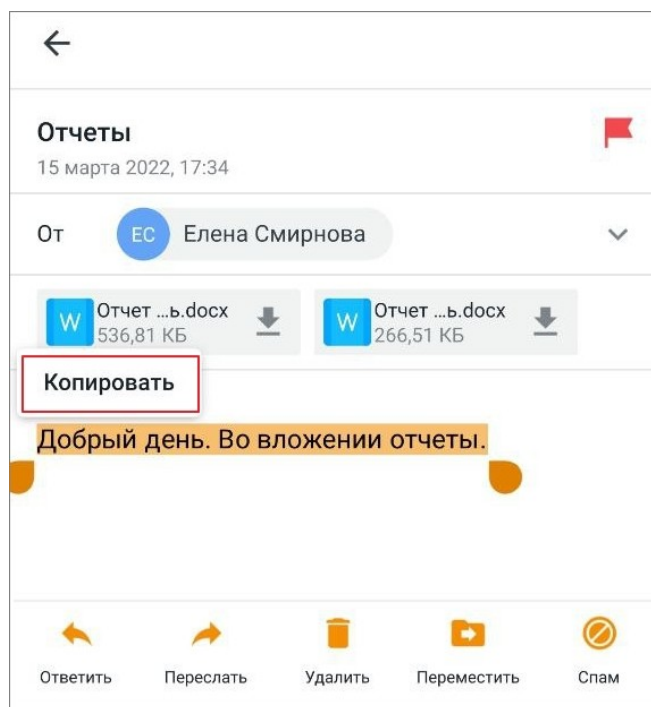 Отчеты
15 марта 2022, 17:34
От ЕС Елена Смирнова
W Отчет ...ь.docx W Отчет ...ь.docx
536,81 КБ 266,51 КБ
Копировать
Добрый день. Во вложении отчеты.
Ответить Переслать Удалить Переместить Спам